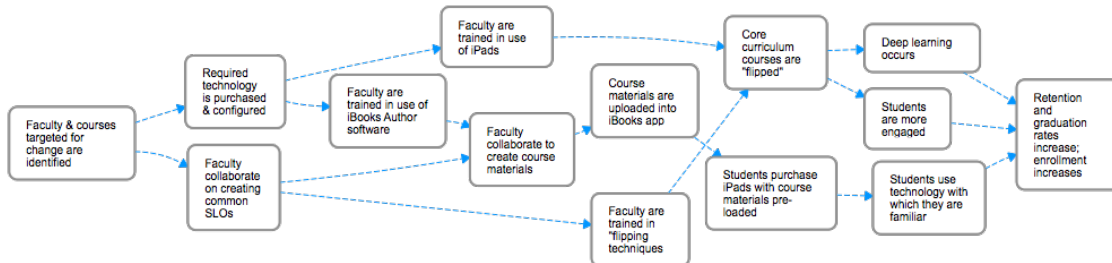 Faculty & courses
targeted for
change are
identified
Required
technology
is purchased
& configured
Faculty
collaborate
on creating
common
SLOs
Faculty are
trained in use
of iPads
Faculty are
trained in use of
iBooks Author
software
Faculty
collaborate to
create course
materials
Course
materials are
uploaded into
iBooks app
Faculty are
trained in
"flipping
techniques
Core
curriculum
courses are
"flipped"
Students purchase
iPads with course
materials pre-
loaded
Deep learning
occurs
Students
are more
engaged
Students use
technology with
which they are
familiar
Retention
and
graduation
rates
increase;
enrollment
increases